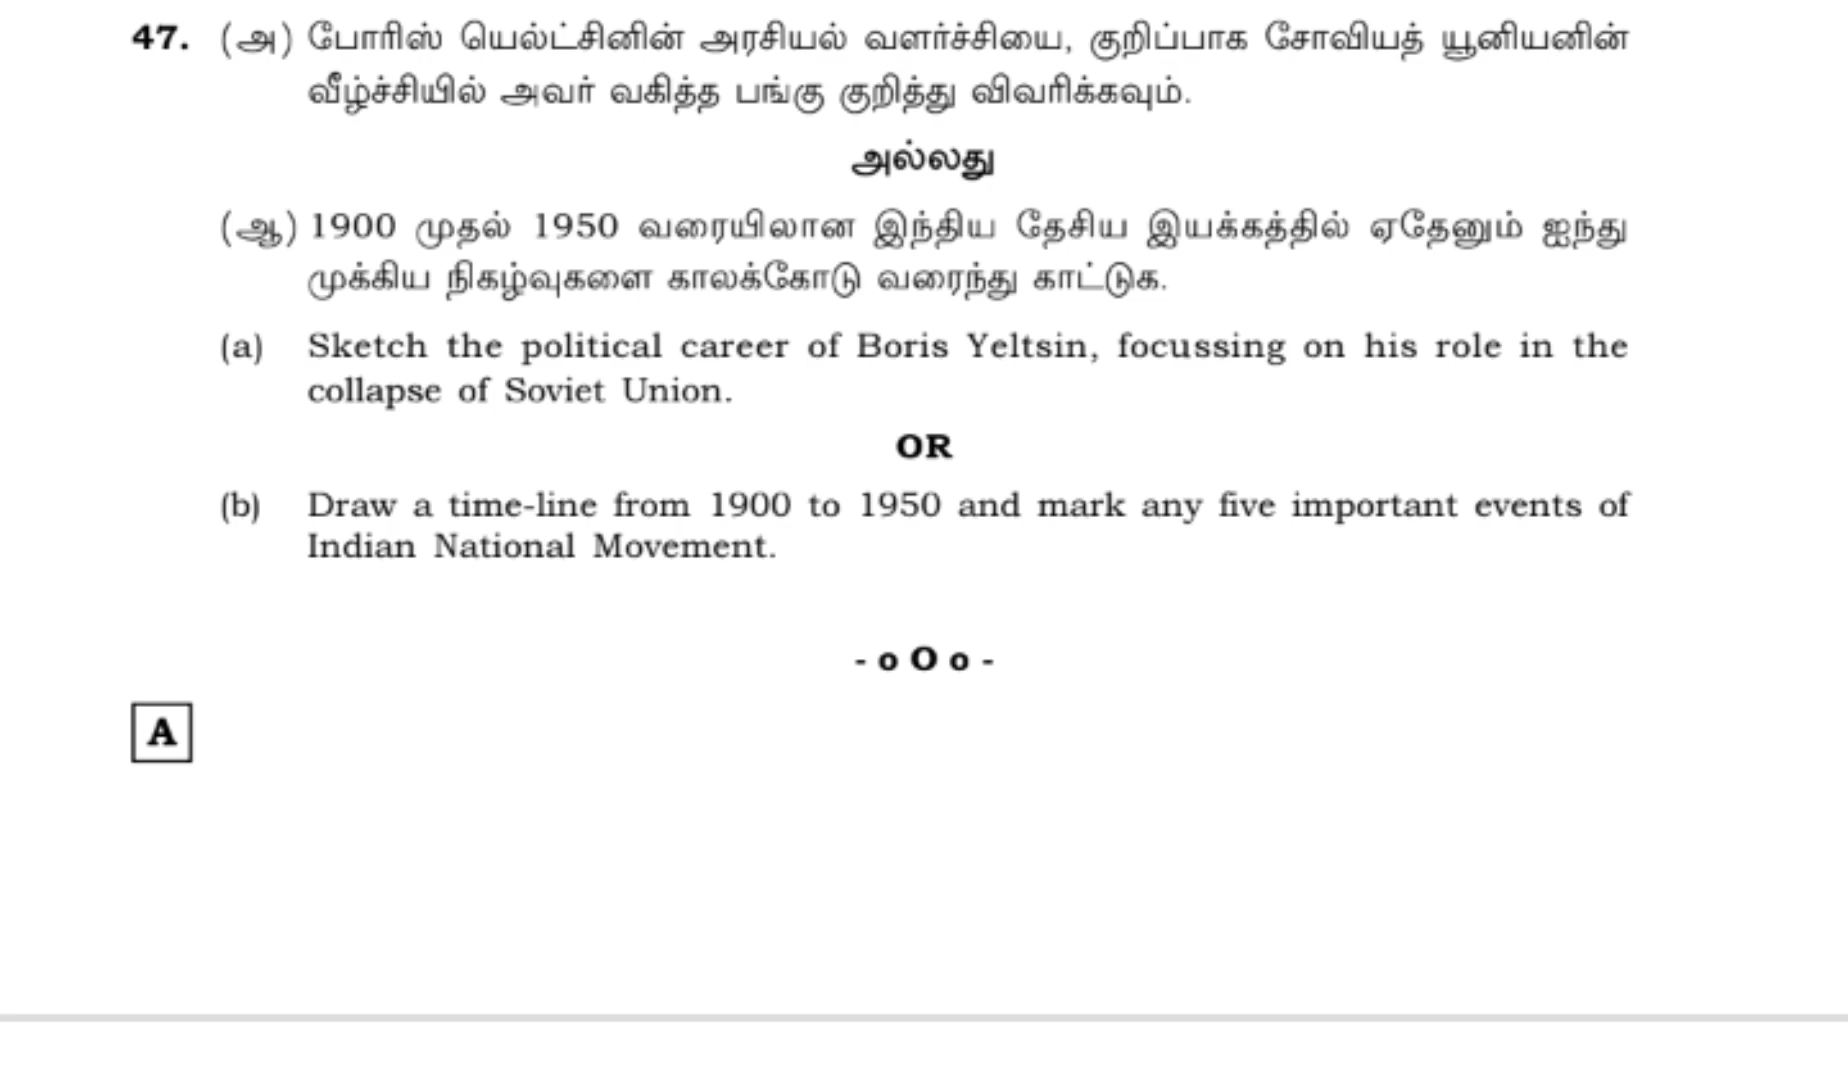 47. (அ) போரிஸ் யெல்ட்சினின் அரசியல் வளர்ச்சியை, குறிப்பாக சோவியத் யூனியனின்
வீழ்ச்சியில் அவர் வகித்த பங்கு குறித்து விவரிக்கவும்.
அல்லது
(ஆ) 1900 முதல் 1950 வரையிலான இந்திய தேசிய இயக்கத்தில் ஏதேனும் ஐந்து
முக்கிய நிகழ்வுகளை காலக்கோடு வரைந்து காட்டுக.
(a) Sketch the political career of Boris Yeltsin, focussing on his role in the
collapse of Soviet Union.
OR
(b) Draw a time-line from 1900 to 1950 and mark any five important events of
Indian National Movement.
- o O o -
A